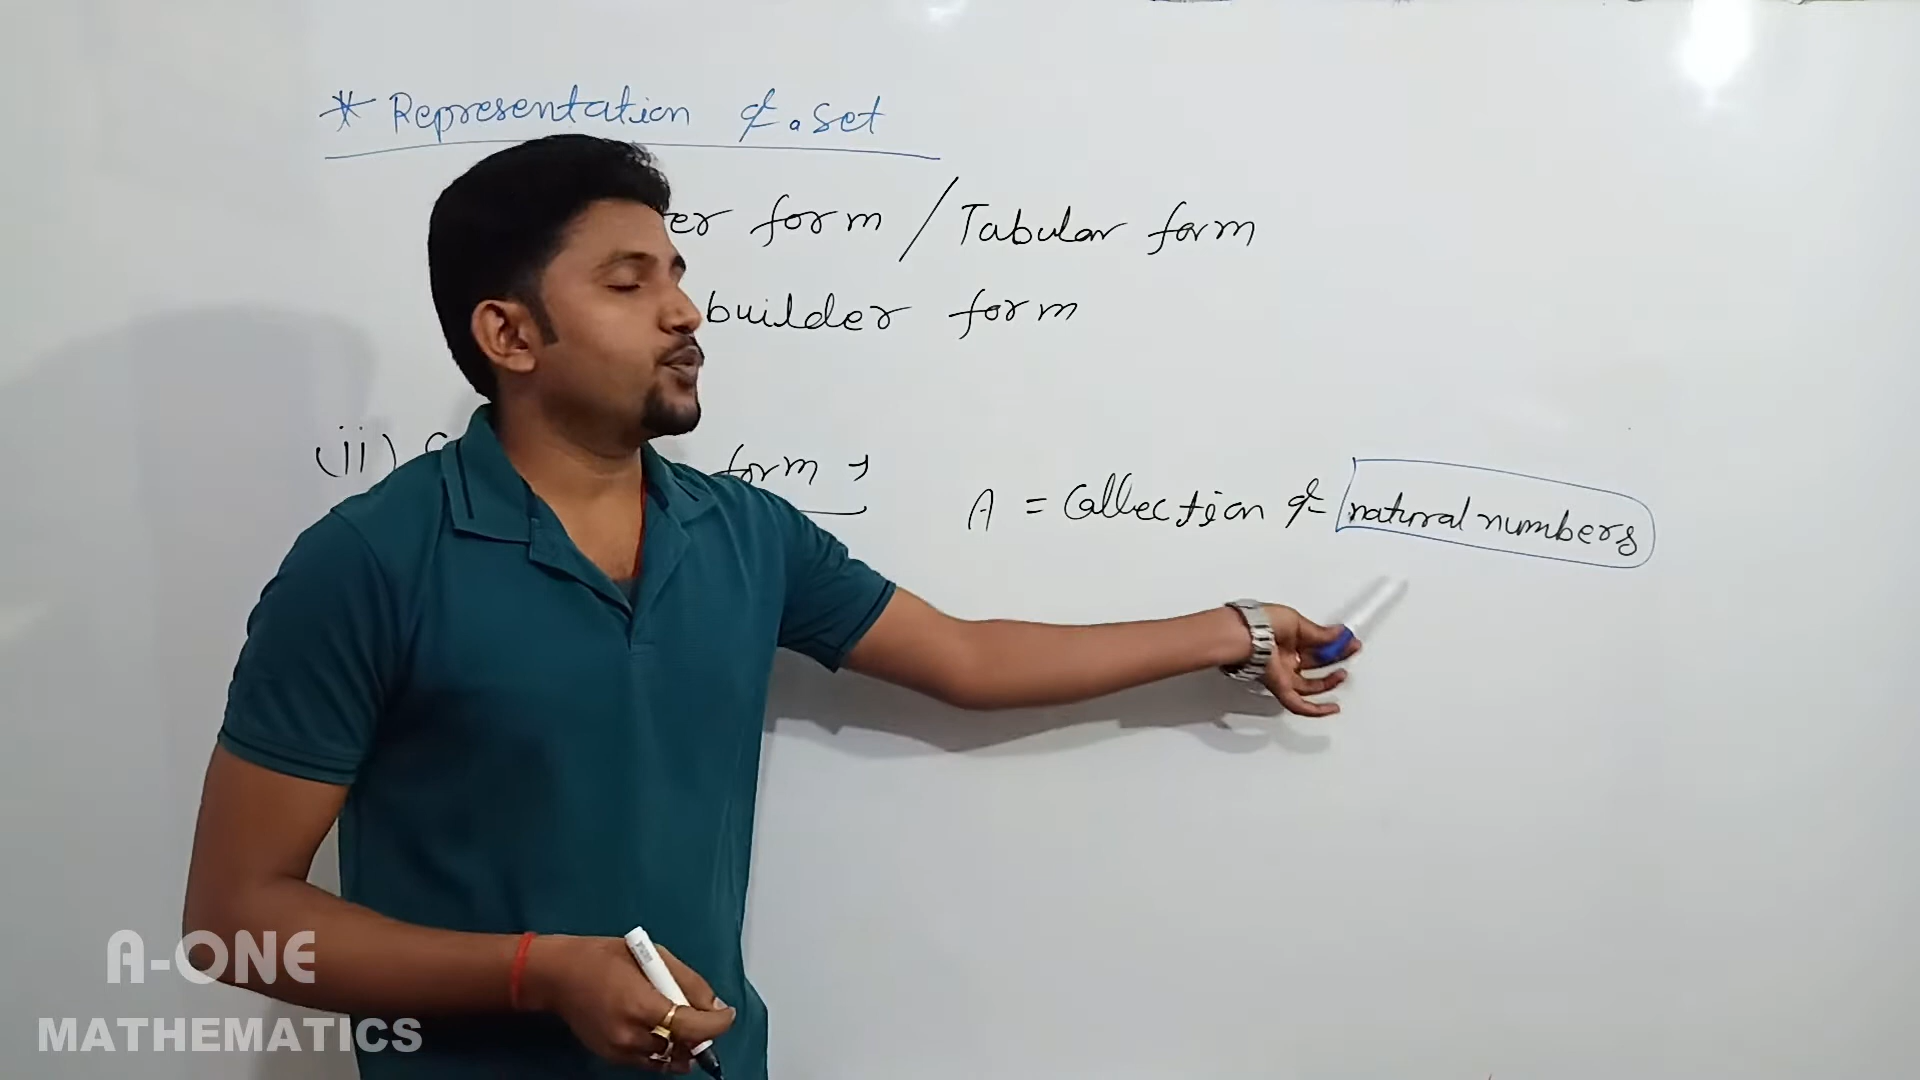 * Representation of a set
er form / Tabular form
builder form
(ii) form →
A = Collection of natural numbers
A-ONE
MATHEMATICS